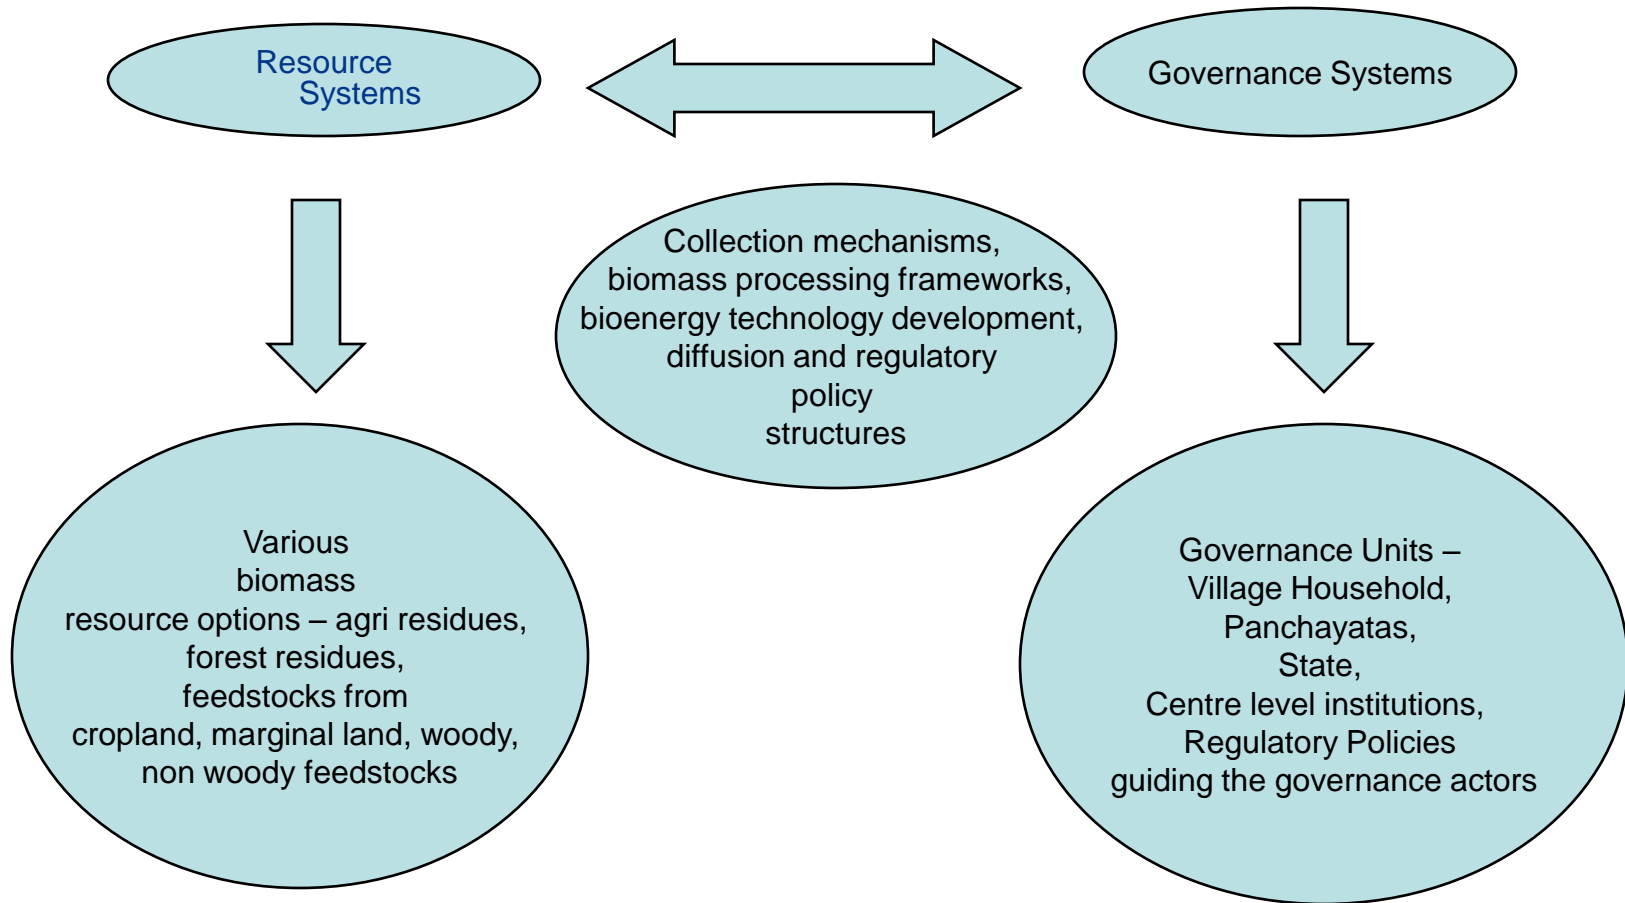 Resource
Systems
Governance Systems
Collection mechanisms,
biomass processing frameworks,
bioenergy technology development,
diffusion and regulatory
policy
structures
Various
biomass
resource options – agri residues,
forest residues,
feedstocks from
cropland, marginal land, woody,
non woody feedstocks
Governance Units –
Village Household,
Panchayatas,
State,
Centre level institutions,
Regulatory Policies
guiding the governance actors